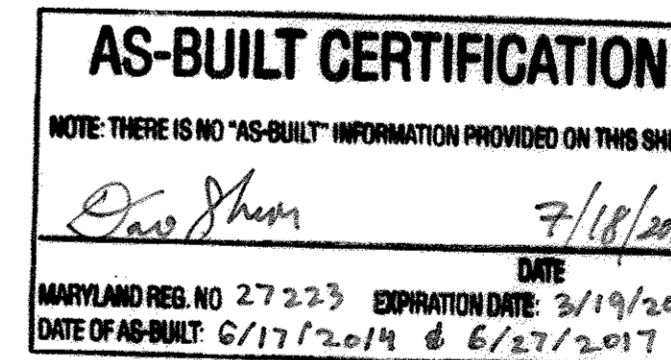 AS-BUILT CERTIFICATION
NOTE: THERE IS NO "AS-BUILT" INFORMATION PROVIDED ON THIS
7/18/20
DATE
MARYLAND REG. NO 27223 EXPIRATION DATE: 3/19/20
DATE OF AS-BUILT: 6/17/2014 & 6/27/2017